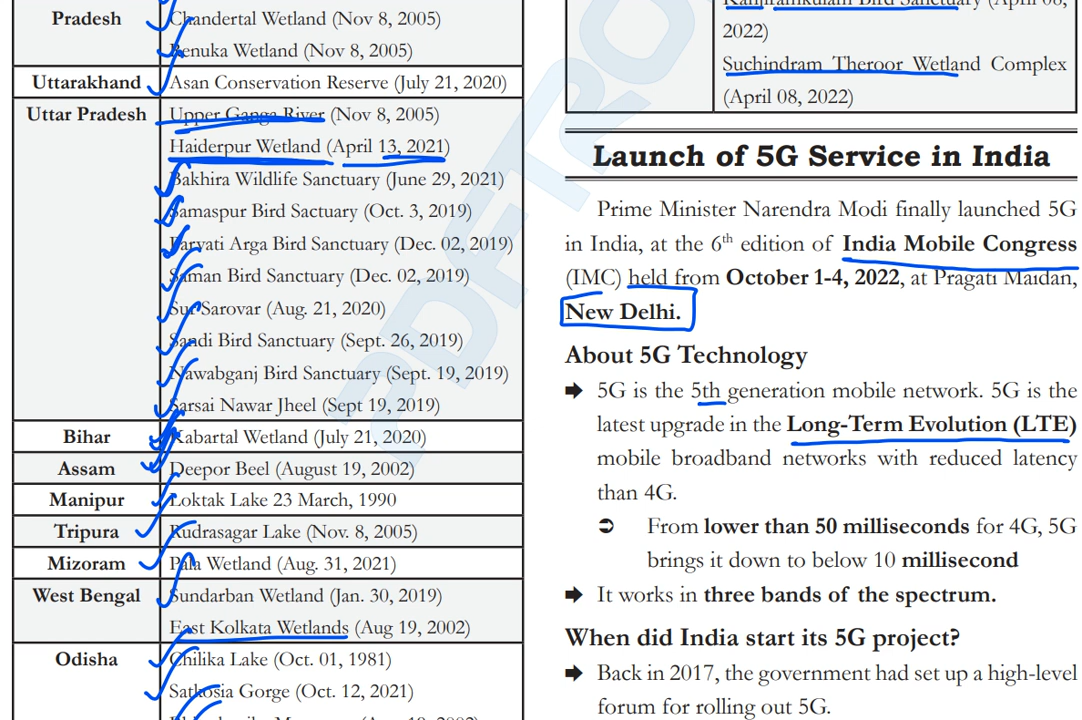 Pradesh
Chandertal Wetland (Nov 8, 2005)
Renuka Wetland (Nov 8, 2005)
Uttarakhand Asan Conservation Reserve (July 21, 2020)
Uttar Pradesh Upper Ganga River (Nov 8, 2005)
Haiderpur Wetland (April 13, 2021)
Bakhira Wildlife Sanctuary (June 29, 2021)
Samaspur Bird Sactuary (Oct. 3, 2019)
Parvati Arga Bird Sanctuary (Dec. 02, 2019)
Saman Bird Sanctuary (Dec. 02, 2019)
Sur Sarovar (Aug. 21, 2020)
Sandi Bird Sanctuary (Sept. 26, 2019)
Nawabganj Bird Sanctuary (Sept. 19, 2019)
Sarsai Nawar Jheel (Sept 19, 2019)
Bihar Kabartal Wetland (July 21, 2020)
Assam Deepor Beel (August 19, 2002)
Manipur Loktak Lake 23 March, 1990
Tripura Rudrasagar Lake (Nov. 8, 2005)
Mizoram Pala Wetland (Aug. 31, 2021)
West Bengal Sundarban Wetland (Jan. 30, 2019)
East Kolkata Wetlands (Aug 19, 2002)
Odisha Chilika Lake (Oct. 01, 1981)
Satkosia Gorge (Oct. 12, 2021)
Kanjirankulam Bird Sanctuary (April 08,
2022)
Suchindram Theroor Wetland Complex
(April 08, 2022)
Launch of 5G Service in India
Prime Minister Narendra Modi finally launched 5G
in India, at the 6th edition of India Mobile Congress
(IMC) held from October 1-4, 2022, at Pragati Maidan,
New Delhi.
About 5G Technology
➡ 5G is the 5th generation mobile network. 5G is the
latest upgrade in the Long-Term Evolution (LTE)
mobile broadband networks with reduced latency
than 4G.
➲ From lower than 50 milliseconds for 4G, 5G
brings it down to below 10 millisecond
➡ It works in three bands of the spectrum.
When did India start its 5G project?
➡ Back in 2017, the government had set up a high-level
forum for rolling out 5G.